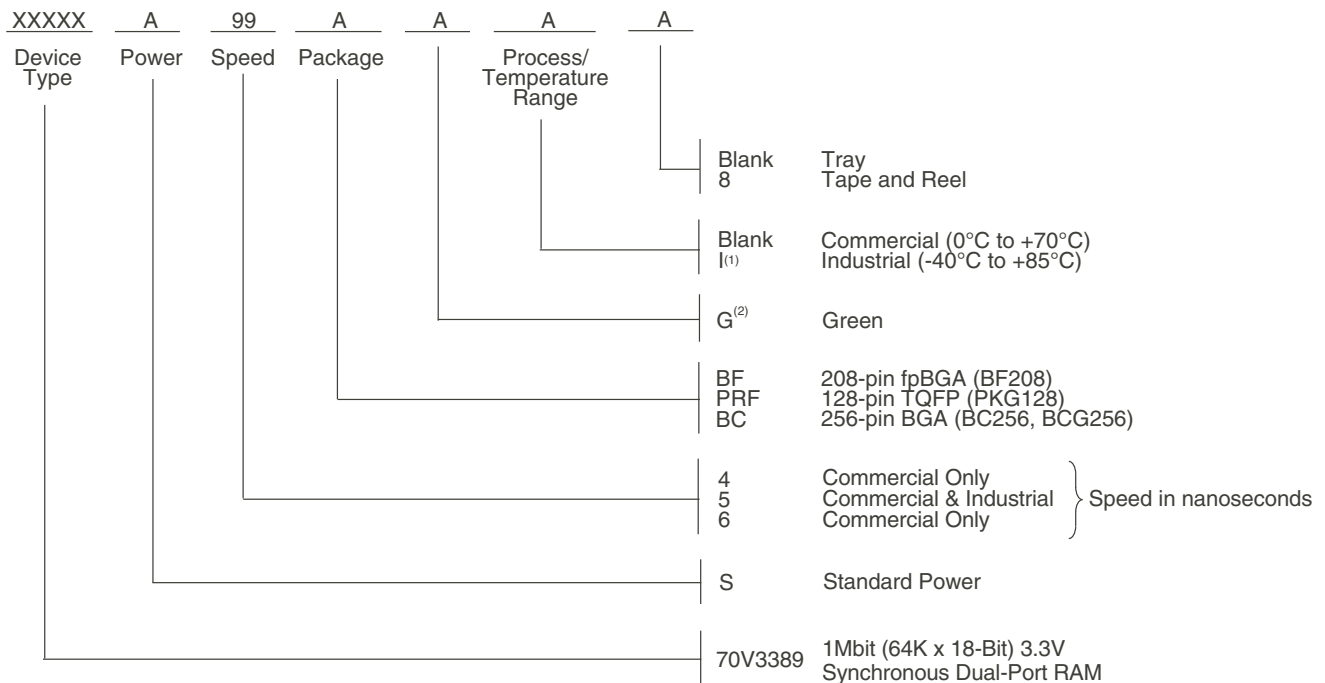 XXXXX A 99 A A A A
Device Type Power Speed Package Process/ Temperature Range
Blank Tray
8 Tape and Reel
Blank Commercial (0°C to +70°C)
I(1) Industrial (-40°C to +85°C)
G(2) Green
BF 208-pin fpBGA (BF208)
PRF 128-pin TQFP (PKG128)
BC 256-pin BGA (BC256, BCG256)
4 Commercial Only
5 Commercial & Industrial Speed in nanoseconds
6 Commercial Only
S Standard Power
70V3389 1Mbit (64K x 18-Bit) 3.3V
Synchronous Dual-Port RAM